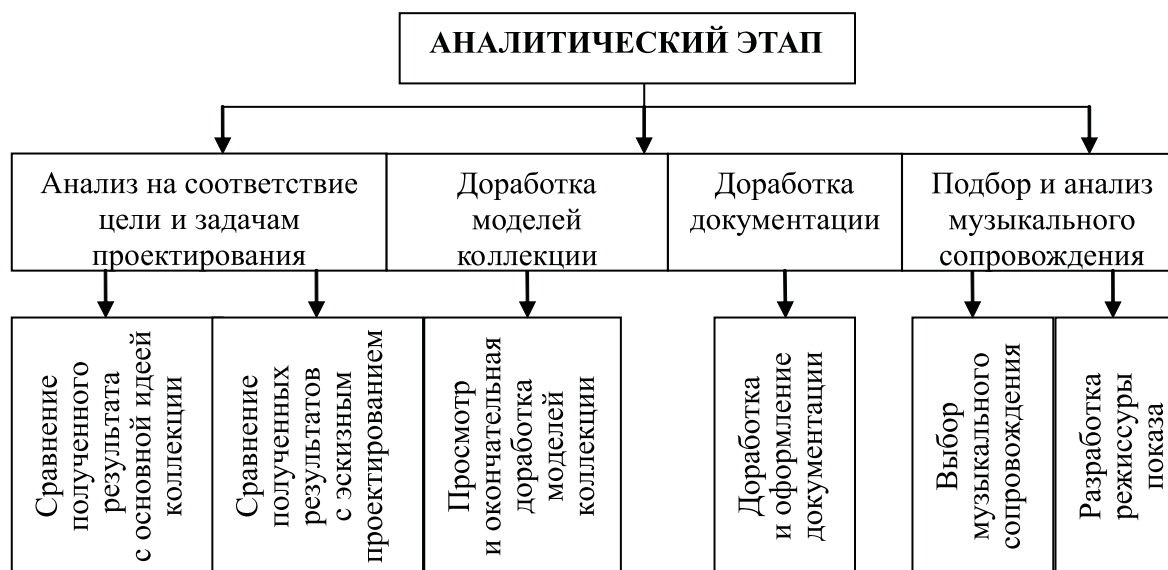 АНАЛИТИЧЕСКИЙ ЭТАП
Анализ на соответствие
цели и задачам
проектирования
Доработка
моделей
коллекции
Доработка
документации
Подбор и анализ
музыкального
сопровождения
Сравнение
полученного
результата
с основной идеей
коллекции
Сравнение
полученных
результатов
с эскизным
проектированием
Просмотр
и окончательная
доработка
моделей
коллекции
Доработка
и оформление
документации
Выбор
музыкального
сопровождения
Разработка
режиссуры
показа